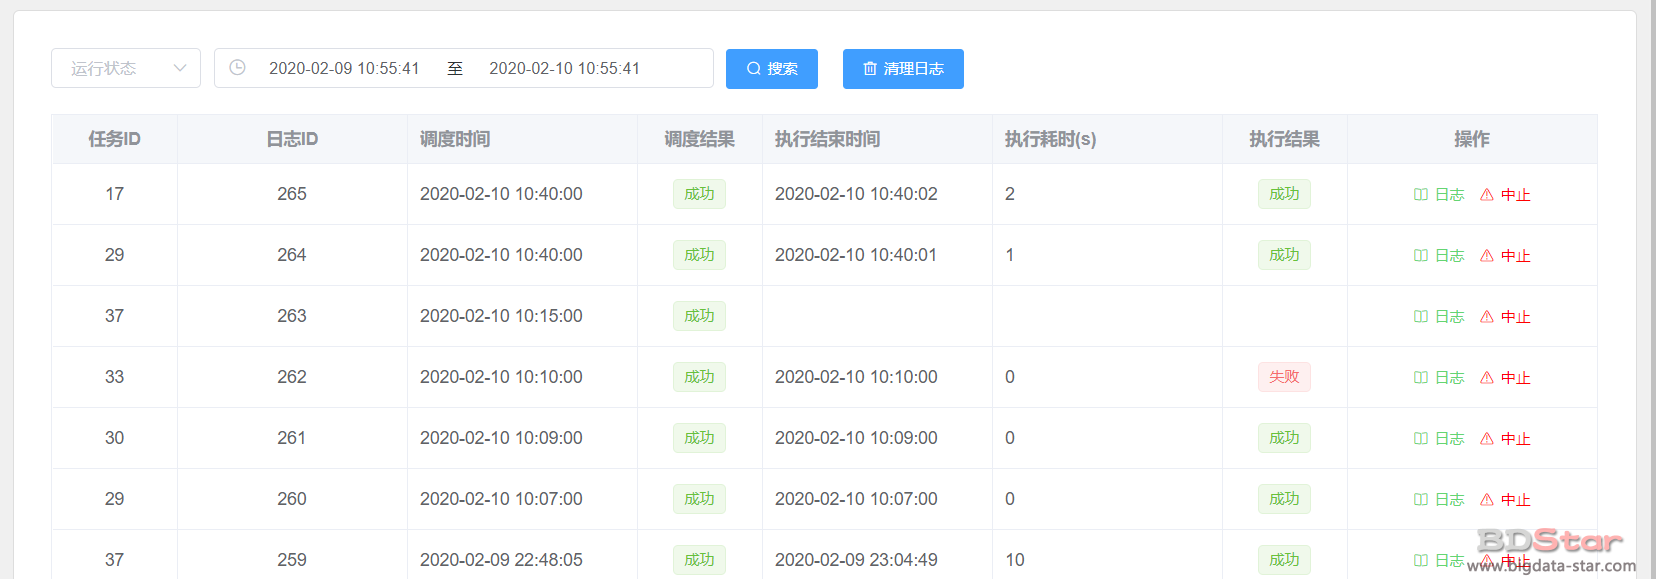 运行状态 2020-02-09 10:55:41 至 2020-02-10 10:55:41 搜索 清理日志
任务ID 日志ID 调度时间 调度结果 执行结束时间 执行耗时(s) 执行结果 操作
17 265 2020-02-10 10:40:00 成功 2020-02-10 10:40:02 2 成功 日志 中止
29 264 2020-02-10 10:40:00 成功 2020-02-10 10:40:01 1 成功 日志 中止
37 263 2020-02-10 10:15:00 成功 日志 中止
33 262 2020-02-10 10:10:00 成功 2020-02-10 10:10:00 0 失败 日志 中止
30 261 2020-02-10 10:09:00 成功 2020-02-10 10:09:00 0 成功 日志 中止
29 260 2020-02-10 10:07:00 成功 2020-02-10 10:07:00 0 成功 日志 中止
37 259 2020-02-09 22:48:05 成功 2020-02-09 23:04:49 10 成功 日志 中止
BDStar
www.bigdata-star.com